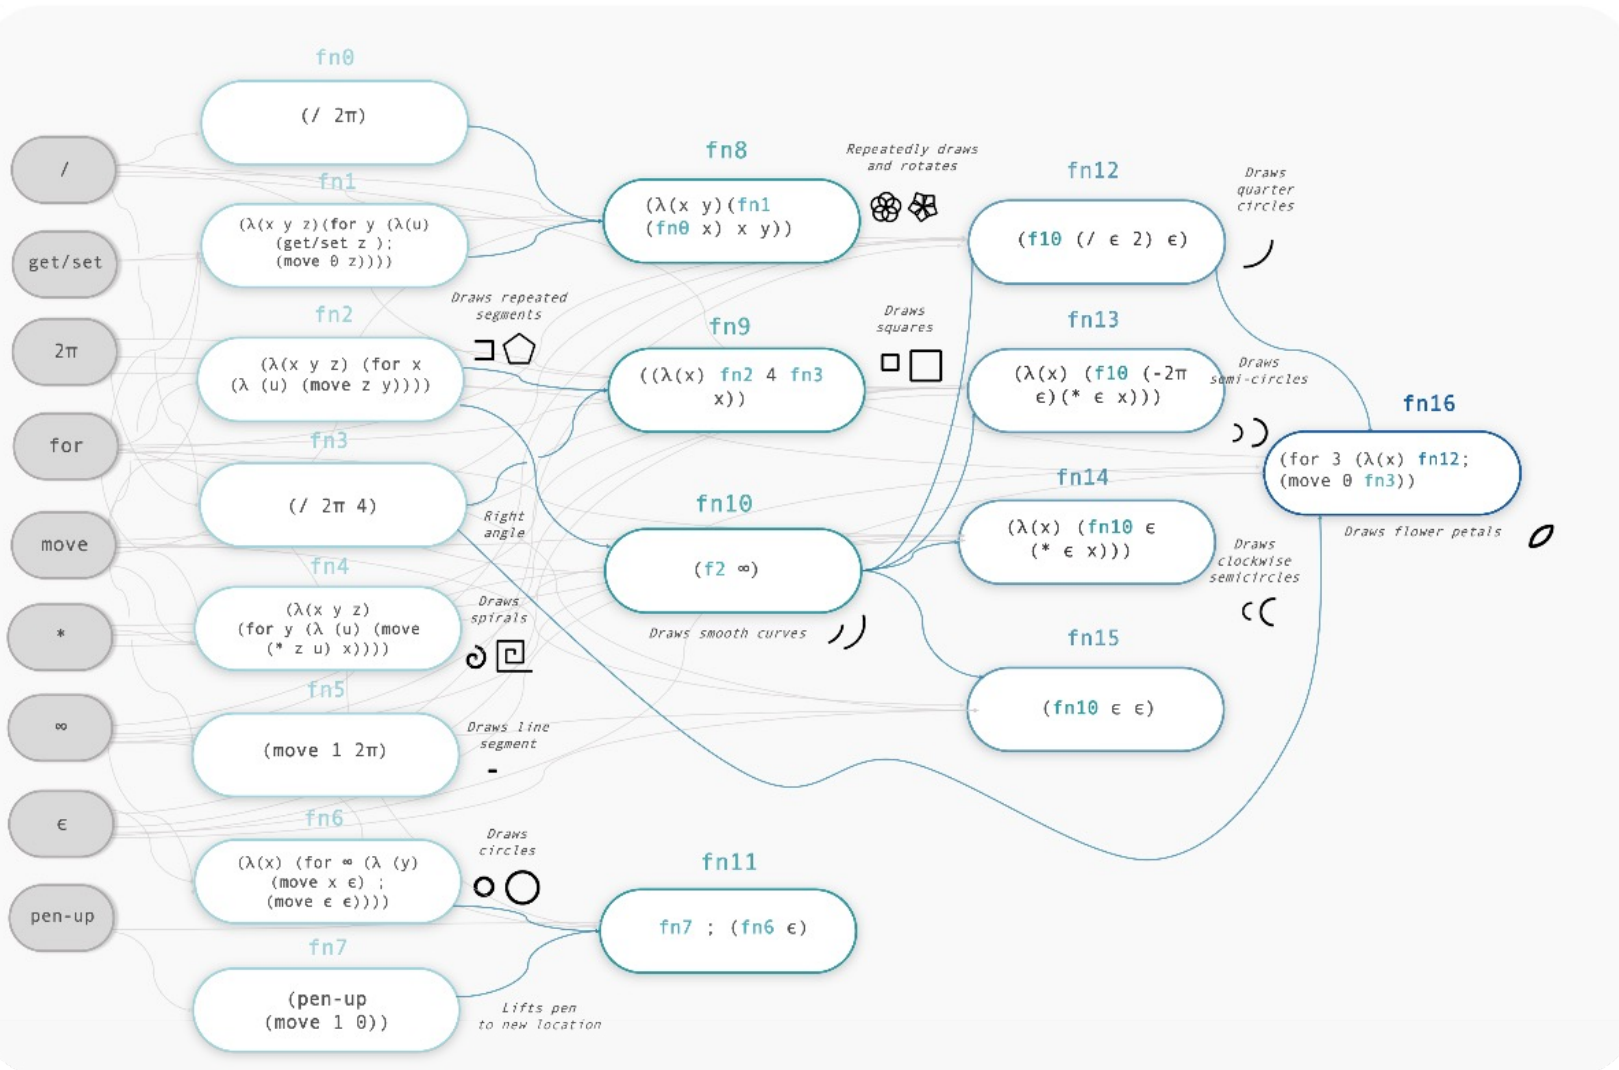 /
get/set
2π
for
move
*
∞
ϵ
pen-up
fn0
(/ 2π)
fn1
(λ(x y z)(for y (λ(u)
(get/set z );
(move 0 z))))
fn2
(λ(x y z) (for x
(λ (u) (move z y))))
Draws repeated
segments
fn3
(/ 2π 4)
Right
angle
fn4
(λ(x y z)
(for y (λ (u) (move
(* z u) x))))
Draws
spirals
fn5
(move 1 2π)
Draws line
segment
fn6
(λ(x) (for ∞ (λ (y)
(move x ϵ) ;
(move ϵ ϵ))))
Draws
circles
fn7
(pen-up
(move 1 0))
Lifts pen
to new location
fn8
(λ(x y)(fn1
(fn0 x) x y))
Repeatedly draws
and rotates
fn9
((λ(x) fn2 4 fn3
x))
Draws
squares
fn10
(f2 ∞)
Draws smooth curves
fn11
fn7 ; (fn6 ϵ)
fn12
(f10 (/ ϵ 2) ϵ)
Draws
quarter
circles
fn13
(λ(x) (f10 (-2π
ϵ)(* ϵ x)))
Draws
semi-circles
fn14
(λ(x) (fn10 ϵ
(* ϵ x)))
Draws
clockwise
semicircles
fn15
(fn10 ϵ ϵ)
fn16
(for 3 (λ(x) fn12;
(move 0 fn3))
Draws flower petals